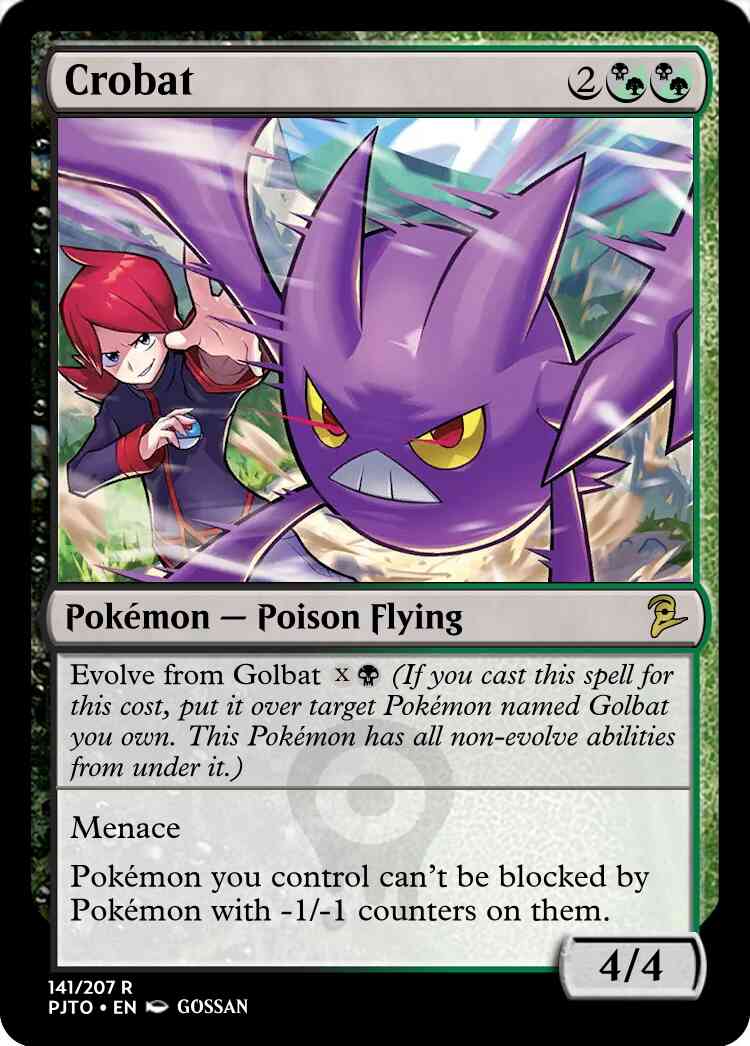 Crobat 2
Pokémon — Poison Flying
Evolve from Golbat X (If you cast this spell for
this cost, put it over target Pokémon named Golbat
you own. This Pokémon has all non-evolve abilities
from under it.)
Menace
Pokémon you control can't be blocked by
Pokémon with -1/-1 counters on them.
4/4
141/207 R
PJTO • EN GOSSAN